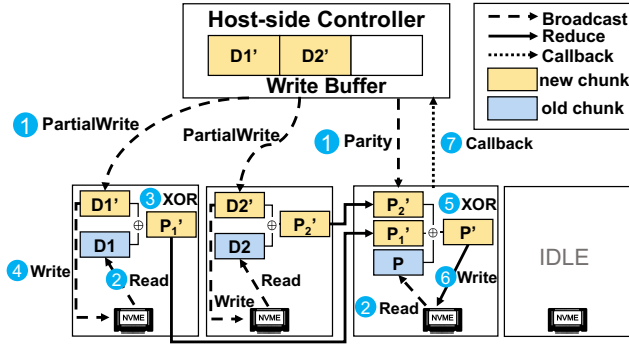 Host-side Controller
D1’ D2’
Write Buffer
Broadcast
Reduce
Callback
new chunk
old chunk
1 PartialWrite
PartialWrite
1 Parity
7 Callback
D1’
3 XOR
P1’
D1
4 Write
2 Read
NVME
D2’
P2’
D2
Read
Write
NVME
P2’
5 XOR
P1’
P’
P
6 Write
2 Read
NVME
IDLE
NVME